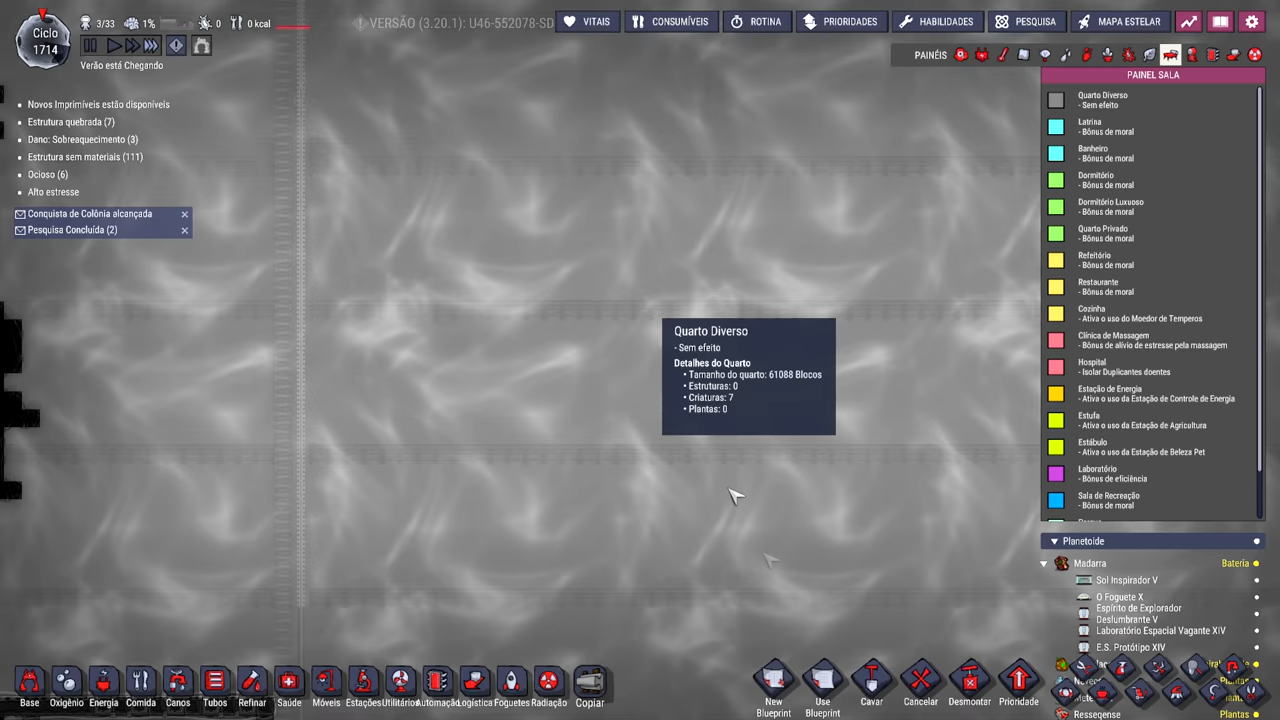 Ciclo
1714
3/33
1%
0
0 kcal
VERSÃO (3.20.1): U46-552078-SD
VITAIS
CONSUMÍVEIS
ROTINA
PRIORIDADES
HABILIDADES
PESQUISA
MAPA ESTELAR
Verão está Chegando
PAINÉIS
PAINEL SALA
Novos Imprimíveis estão disponíveis
Estrutura quebrada (7)
Dano: Sobreaquecimento (3)
Estrutura sem materiais (111)
Ocioso (6)
Alto estresse
Conquista de Colônia alcançada
Pesquisa Concluída (2)
Quarto Diverso
- Sem efeito
Detalhes do Quarto
• Tamanho do quarto: 61088 Blocos
• Estruturas: 0
• Criaturas: 7
• Plantas: 0
Quarto Diverso
- Sem efeito
Latrina
- Bônus de moral
Banheiro
- Bônus de moral
Dormitório
- Bônus de moral
Dormitório Luxuoso
- Bônus de moral
Quarto Privado
- Bônus de moral
Refeitório
- Bônus de moral
Restaurante
- Bônus de moral
Cozinha
- Ativa o uso do Moedor de Temperos
Clínica de Massagem
- Bônus de alívio de estresse pela massagem
Hospital
- Isolar Duplicantes doentes
Estação de Energia
- Ativa o uso da Estação de Controle de Energia
Estufa
- Ativa o uso da Estação de Agricultura
Estábulo
- Ativa o uso da Estação de Beleza Pet
Laboratório
- Bônus de eficiência
Sala de Recreação
- Bônus de moral
Planetoide
Madarra
Bateria
Sol Inspirador V
O Foguete X
Espírito de Explorador
Deslumbrante V
Laboratório Espacial Vagante XIV
E.S. Protótipo XIV
Plantas
Ressegense
Plantas
Base
Oxigênio
Energia
Comida
Canos
Tubos
Refinar
Saúde
Móveis
Estações
Utilitários
Automação
Logística
Foguetes
Radiação
Copiar
New
Blueprint
Use
Blueprint
Cavar
Cancelar
Desmontar
Prioridade